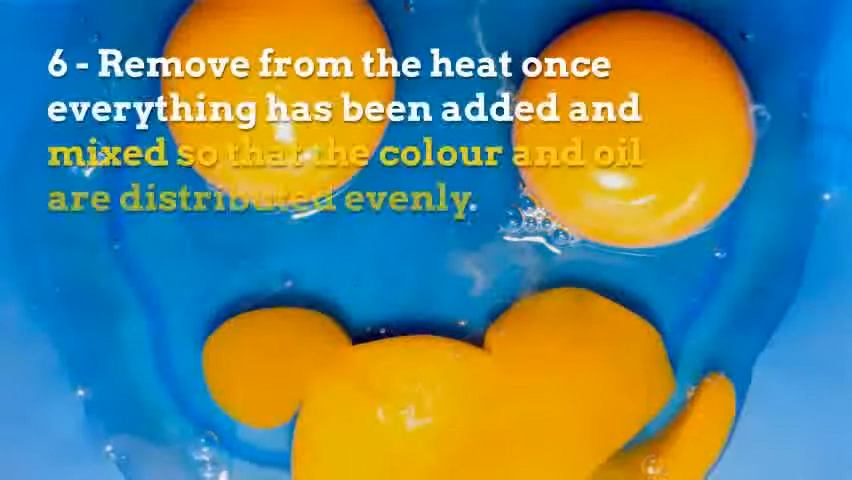 6 - Remove from the heat once
everything has been added and
mixed so that the colour and oil
are distributed evenly.